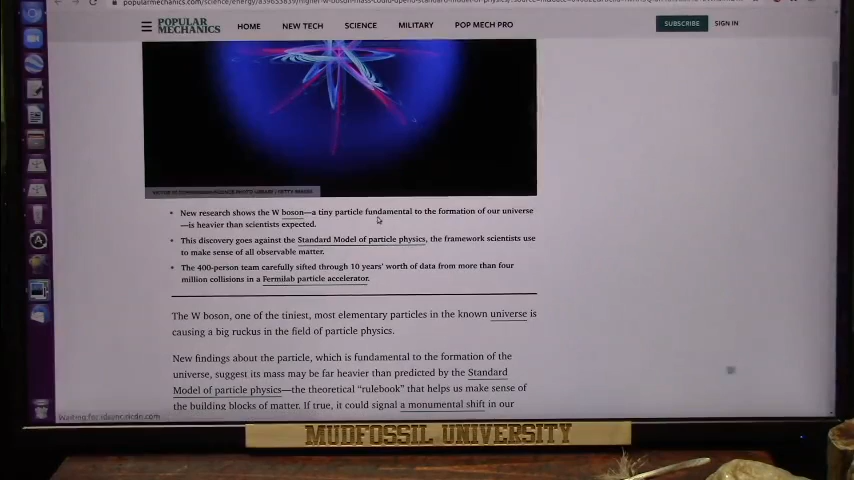 POPULAR
MECHANICS
HOME NEW TECH SCIENCE MILITARY POP MECH PRO
SUBSCRIBE SIGN IN
New research shows the W boson—a tiny particle fundamental to the formation of our universe
—is heavier than scientists expected.
This discovery goes against the Standard Model of particle physics, the framework scientists use
to make sense of all observable matter.
The 400-person team carefully sifted through 10 years' worth of data from more than four
million collisions in a Fermilab particle accelerator.
The W boson, one of the tiniest, most elementary particles in the known universe is
causing a big ruckus in the field of particle physics.
New findings about the particle, which is fundamental to the formation of the
universe, suggest its mass may be far heavier than predicted by the Standard
Model of particle physics—the theoretical “rulebook” that helps us make sense of
the building blocks of matter. If true, it could signal a monumental shift in our
MUDFOSSIL UNIVERSITY